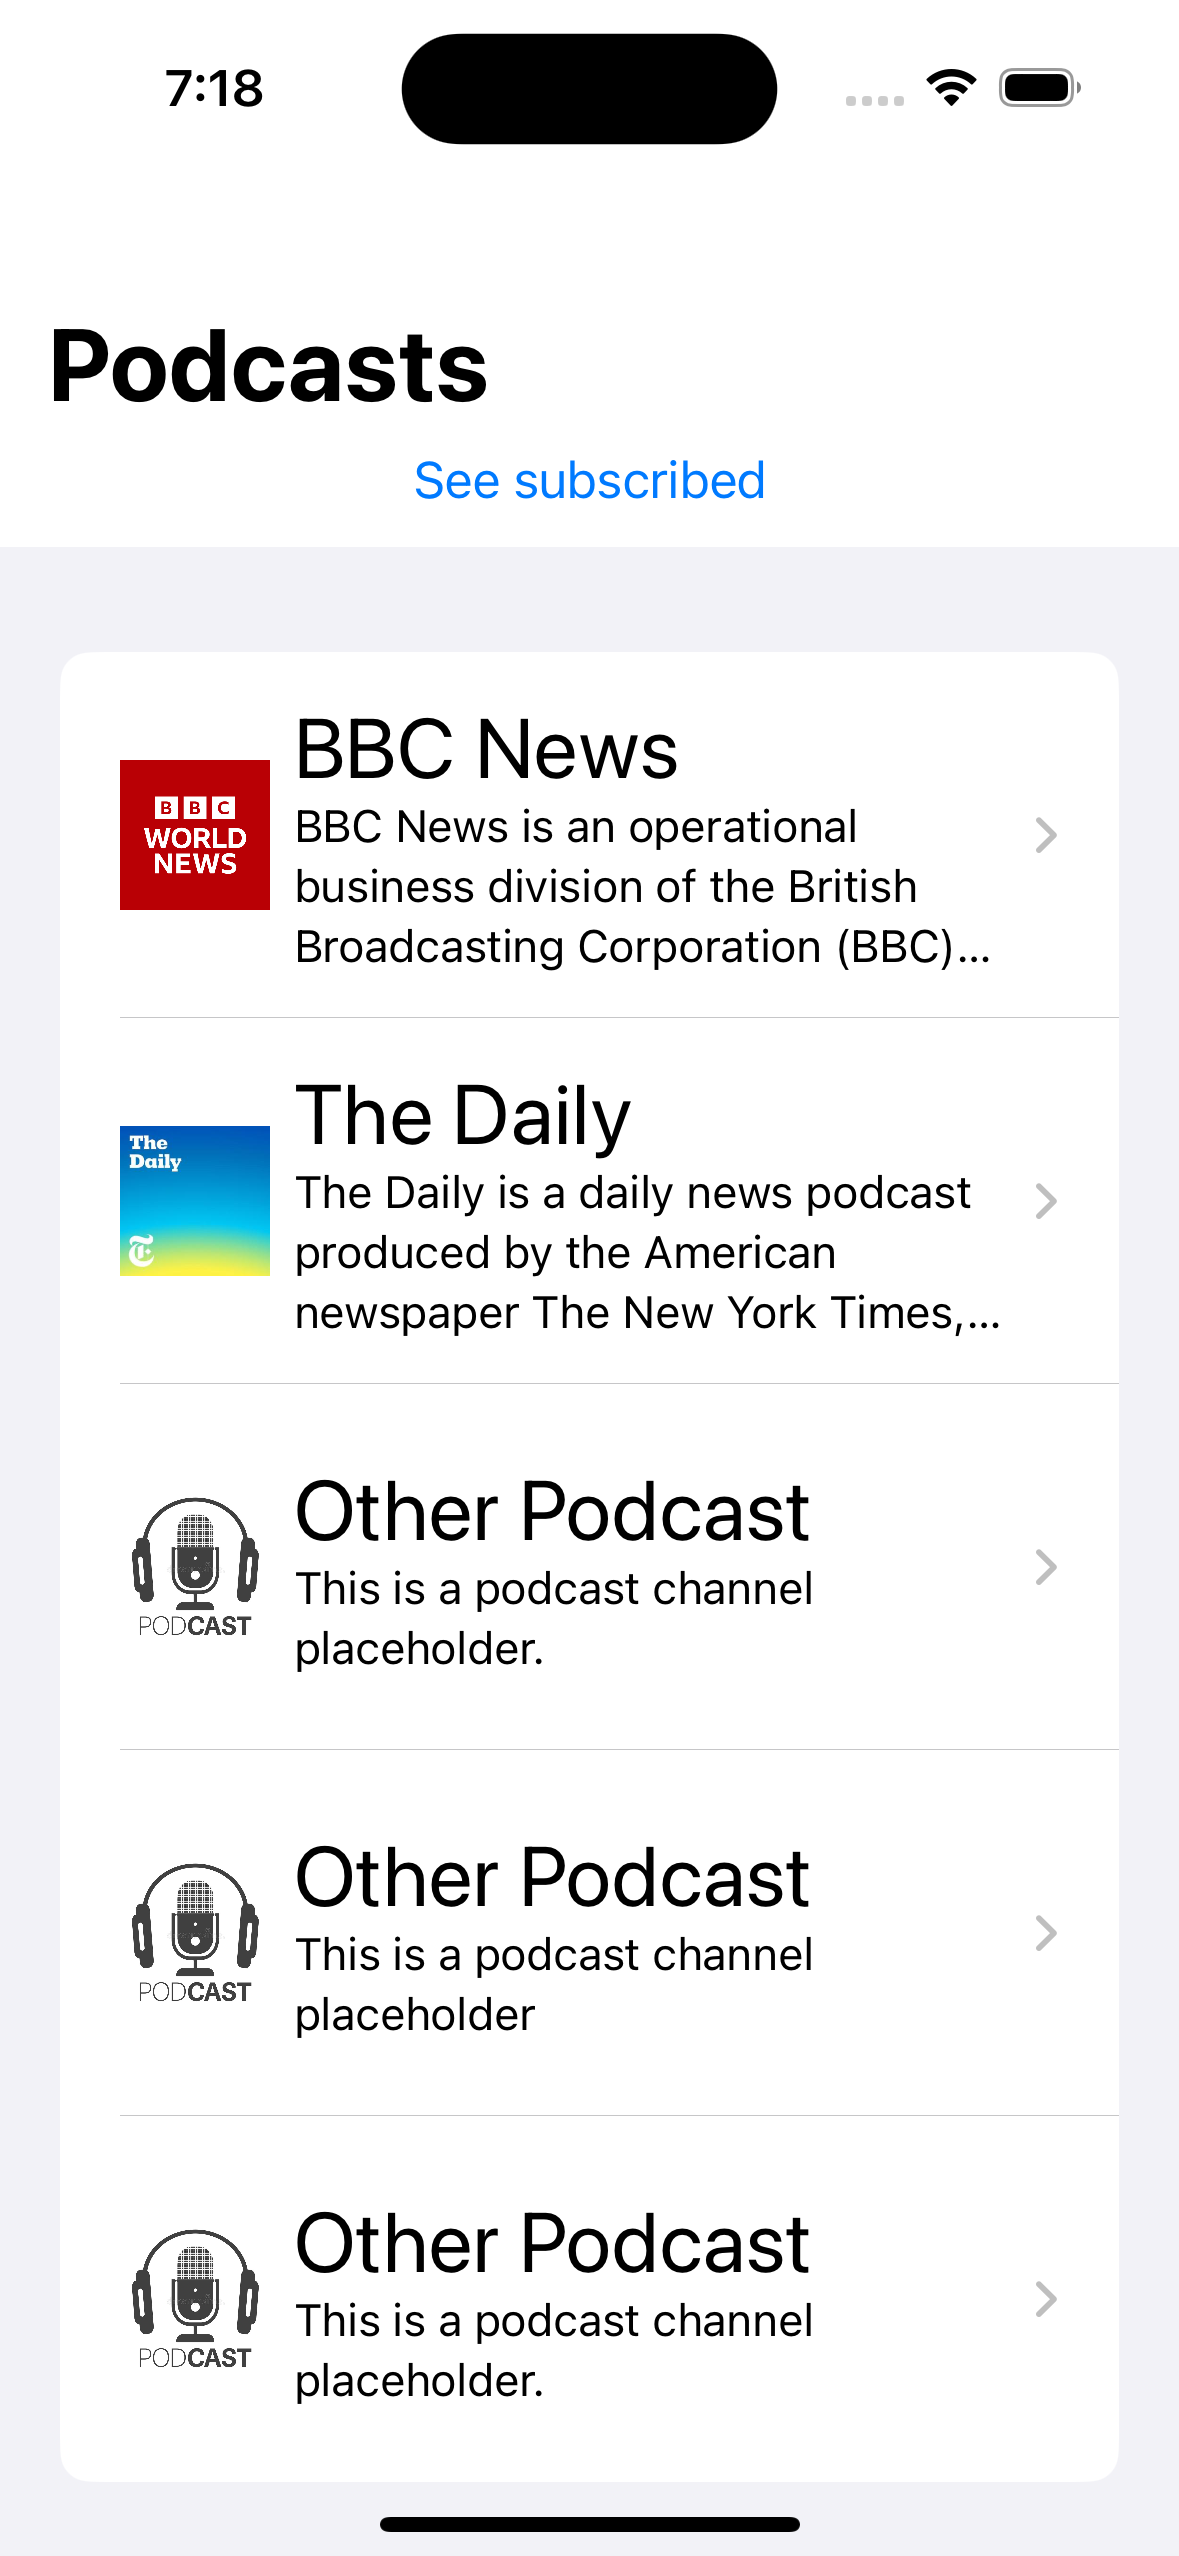 7:18
Podcasts
See subscribed
BBC News
BBC News is an operational
business division of the British
Broadcasting Corporation (BBC)...
BBC
WORLD
NEWS
The Daily
The Daily is a daily news podcast
produced by the American
newspaper The New York Times,...
The
Daily
T
Other Podcast
This is a podcast channel
placeholder.
PODCAST
Other Podcast
This is a podcast channel
placeholder
PODCAST
Other Podcast
This is a podcast channel
placeholder.
PODCAST